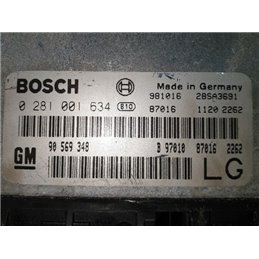 BOSCH Made in Germany
981016 28SA3691
0 281 001 634 610 87016 1120 2262
GM 90 569 348 B 97010 87016 2262
LG